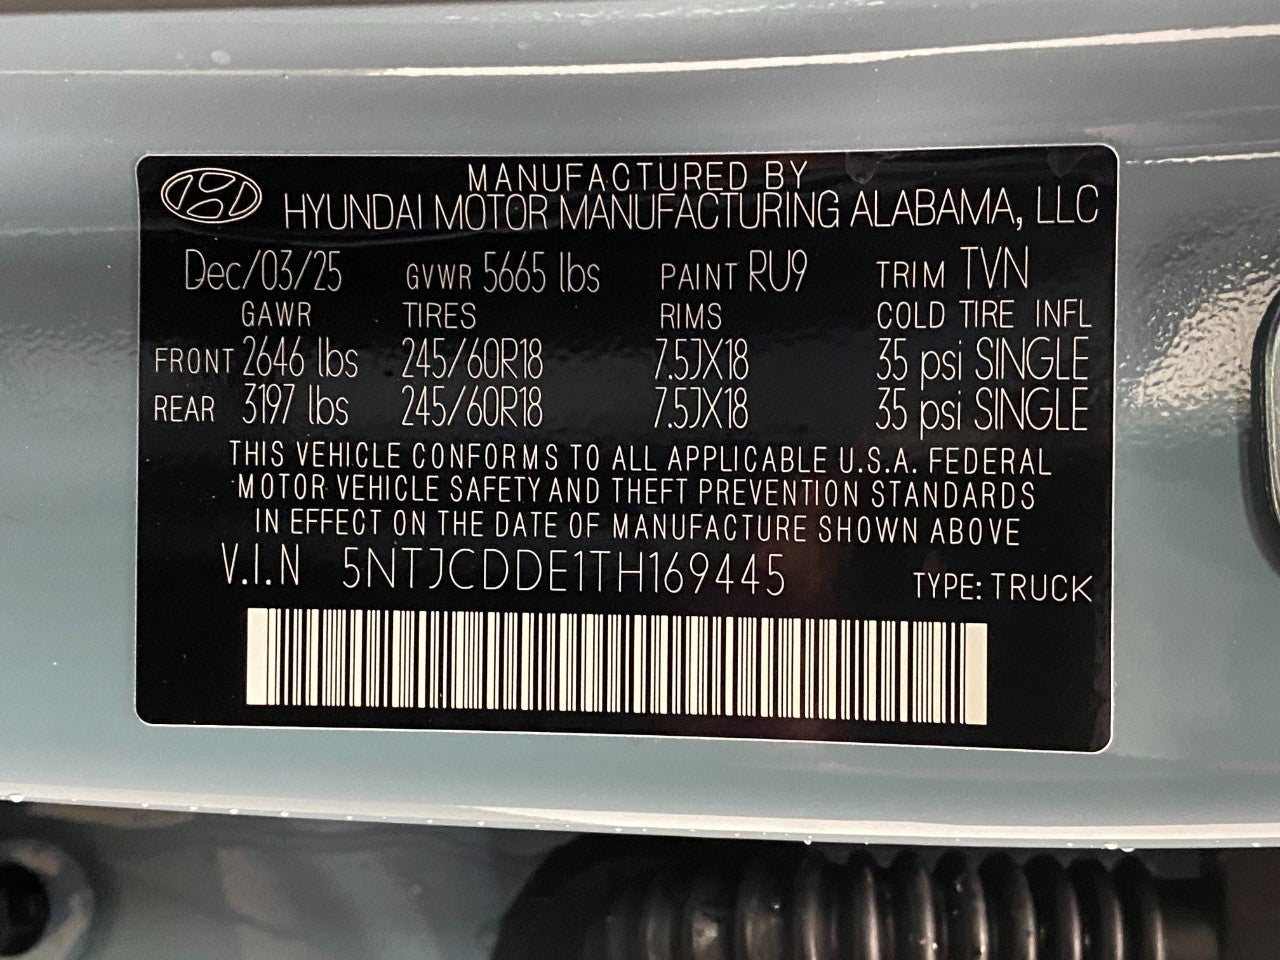 MANUFACTURED BY
HYUNDAI MOTOR MANUFACTURING ALABAMA, LLC
Dec/03/25 GVWR 5665 lbs PAINT RU9 TRIM TVN
GAWR TIRES RIMS COLD TIRE INFL
FRONT 2646 lbs 245/60R18 7.5JX18 35 psi SINGLE
REAR 3197 lbs 245/60R18 7.5JX18 35 psi SINGLE
THIS VEHICLE CONFORMS TO ALL APPLICABLE U.S.A. FEDERAL
MOTOR VEHICLE SAFETY AND THEFT PREVENTION STANDARDS
IN EFFECT ON THE DATE OF MANUFACTURE SHOWN ABOVE
V.I.N 5NTJCDDE1TH169445 TYPE: TRUCK